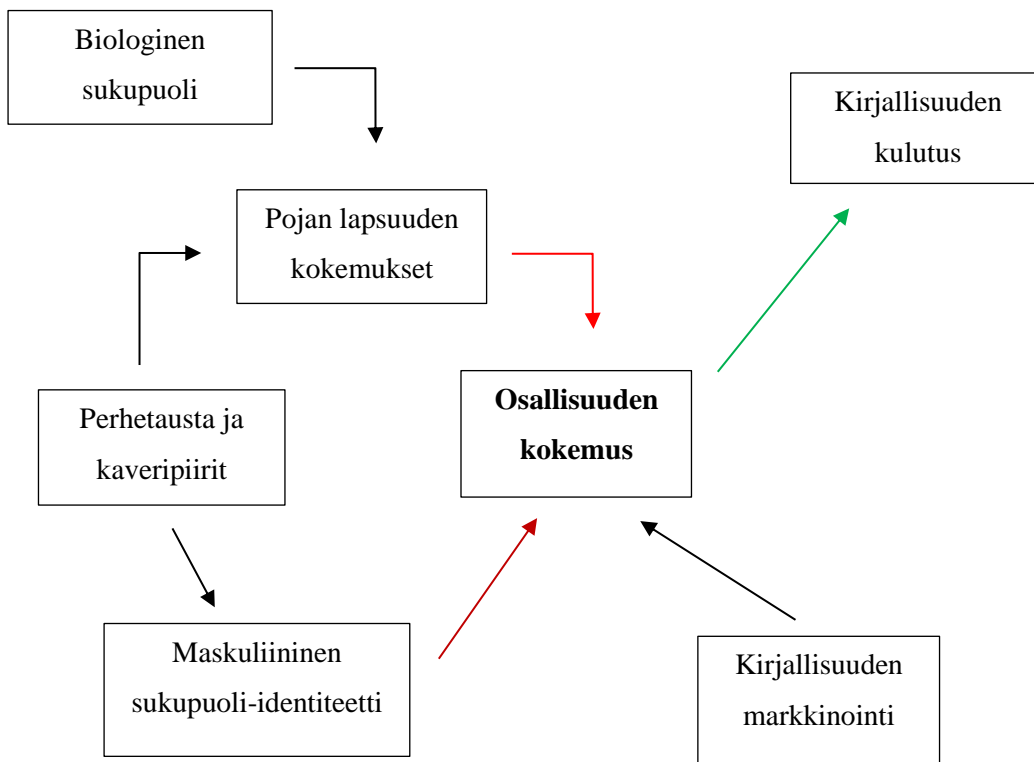 Biologinen
sukupuoli
Kirjallisuuden
kulutus
Pojan lapsuuden
kokemukset
Perhetausta ja
kaveripiirit
Osallisuuden
kokemus
Maskuliininen
sukupuoli-identiteetti
Kirjallisuuden
markkinointi